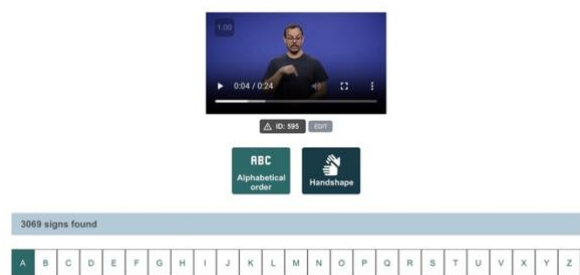 1.00
0:04 / 0:24
ID: 595 EDIT
ABC
Alphabetical
order
Handshape
3069 signs found
A B C D E F G H I J K L M N O P Q R S T U V X Y Z